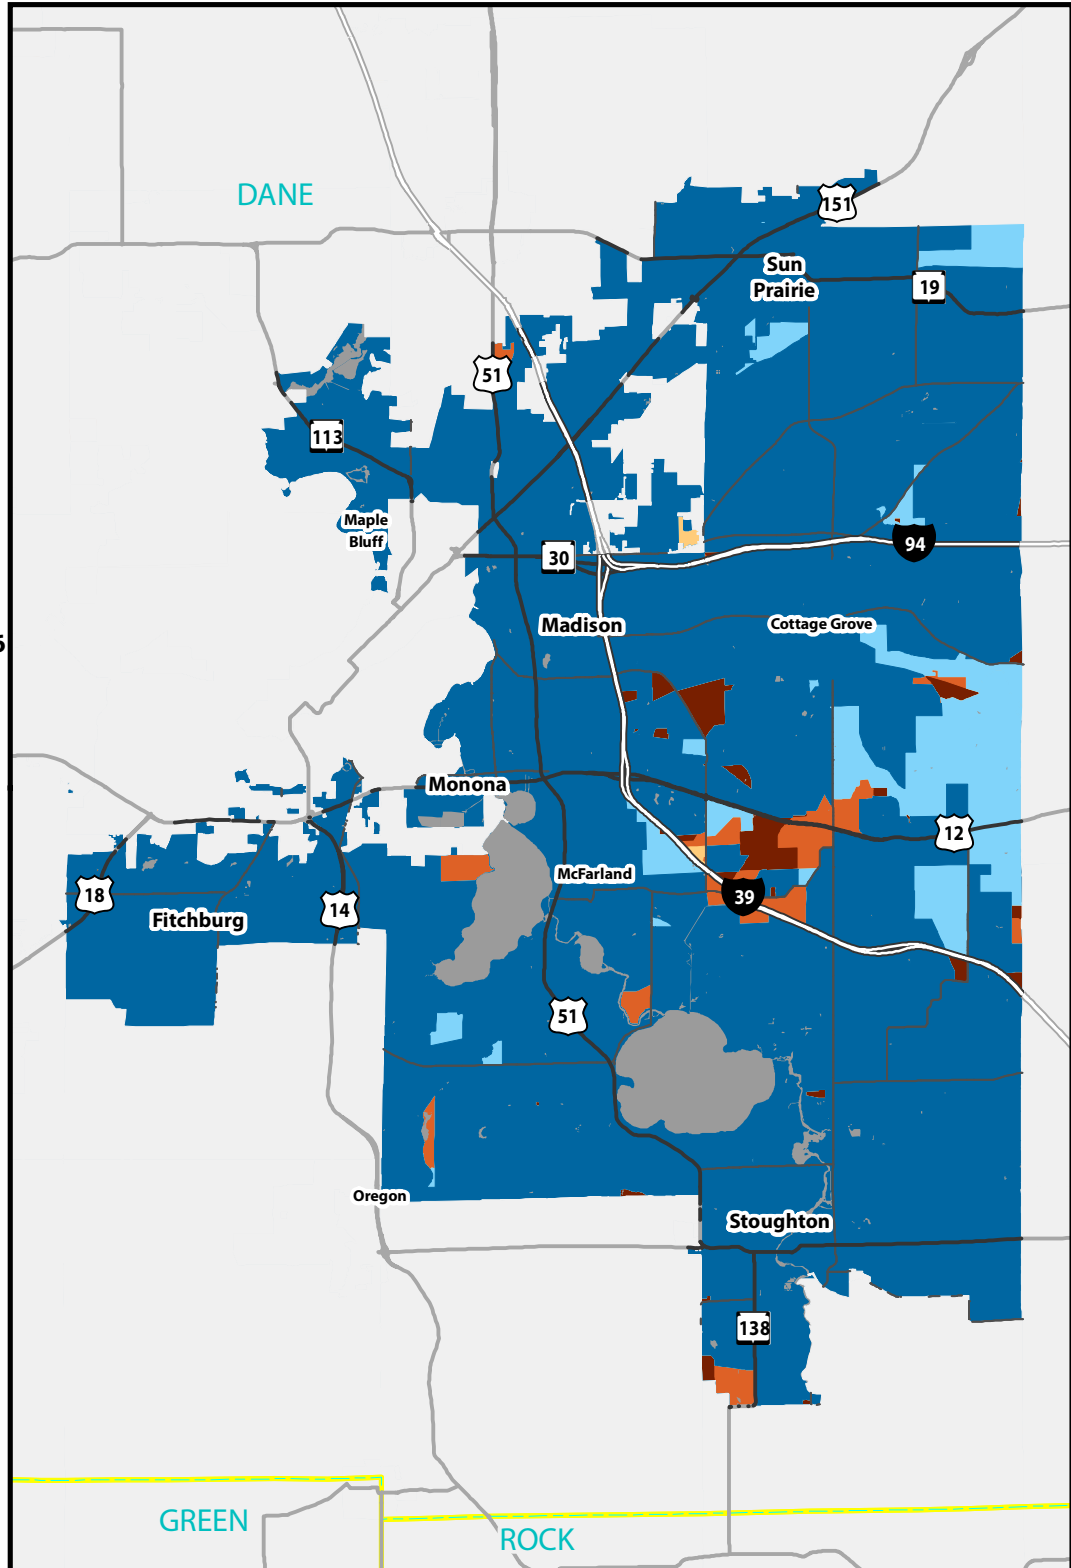 151
DANE
Sun
Prairie
19
51
113
Maple
Bluff
94
30
Madison
Cottage Grove
Monona
12
McFarland
18
39
14
Fitchburg
51
Oregon
Stoughton
138
GREEN
ROCK